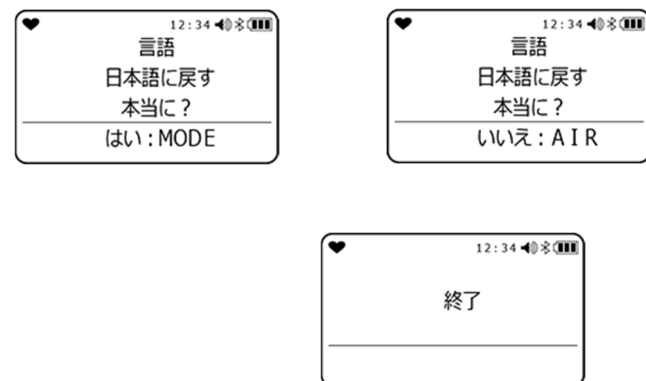 12:34
言語
日本語に戻す
本当に？
はい：MODE
12:34
言語
日本語に戻す
本当に？
いいえ：ＡＩＲ
12:34
終了